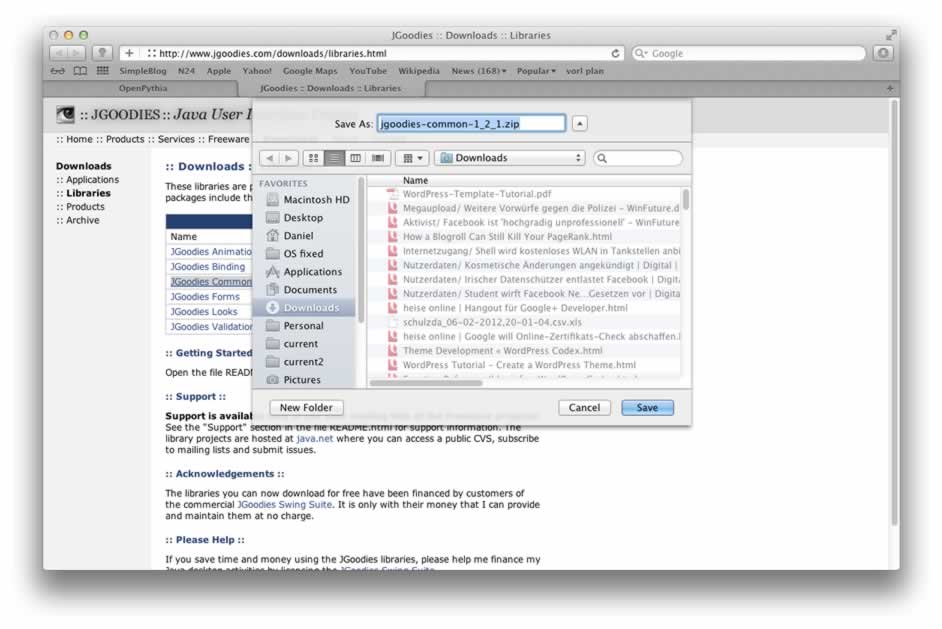 JGoodies :: Downloads :: Libraries
http://www.jgoodies.com/downloads/libraries.html
Google
SimpleBlog N24 Apple Yahoo! Google Maps YouTube Wikipedia News (168) Popular vorl plan
OpenPythia
JGoodies :: Downloads :: Libraries
:: JGOODIES :: Java User
:: Home :: Products :: Services :: Freeware
Downloads
:: Applications
:: Libraries
:: Products
:: Archive
:: Downloads :
These libraries are
packages include th
Name
JGoodies Animatio
JGoodies Binding
JGoodies Common
JGoodies Forms
JGoodies Looks
JGoodies Validation
:: Getting Started
Open the file READ
:: Support ::
Support is availab
See the "Support" section in the file README.html for support information. The
library projects are hosted at java.net where you can access a public CVS, subscribe
to mailing lists and submit issues.
:: Acknowledgements ::
The libraries you can now download for free have been financed by customers of
the commercial JGoodies Swing Suite. It is only with their money that I can provide
and maintain them at no charge.
:: Please Help ::
If you save time and money using the JGoodies libraries, please help me finance my
Java desktop activities by licencing the JGoodies Swing Suite.
Save As: jgoodies-common-1_2_1.zip
Downloads
FAVORITES
Macintosh HD
Desktop
Daniel
OS fixed
Applications
Documents
Downloads
Personal
current
current2
Pictures
Name
WordPress-Template-Tutorial.pdf
Megaupload/ Weitere Vorwürfe gegen die Polizei - WinFuture.d
Aktivist/ Facebook ist 'hochgradig unprofessionell' - WinFuture
How a Blogroll Can Still Kill Your PageRank.html
Internetzugang/ Shell wird kostenloses WLAN in Tankstellen anbi
Nutzerdaten/ Kosmetische Änderungen angekündigt | Digital |
Nutzerdaten/ Irischer Datenschützer entlastet Facebook | Digita
Nutzerdaten/ Student wirft Facebook Ne...Gesetzen vor | Digita
heise online | Hangout für Google+ Developer.html
schulzda_06-02-2012,20-01-04.csv.xls
heise online | Google will Online-Zertifikats-Check abschaffen.
Theme Development « WordPress Codex.html
WordPress Tutorial - Create a WordPress Theme.html
New Folder
Cancel
Save